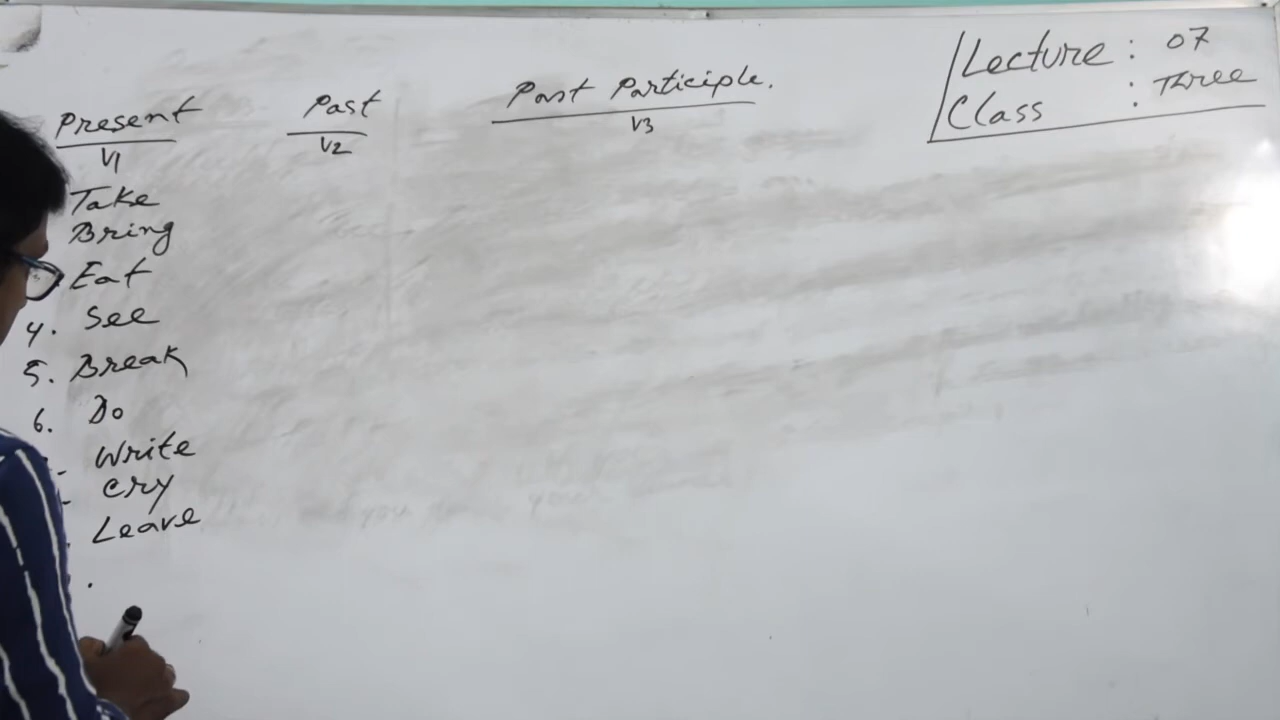 Lecture : 07
Class : Three
Present Past Past Participle.
V1 V2 V3
Take
Bring
Eat
4. See
5. Break
6. Do
Write
Cry
Leave